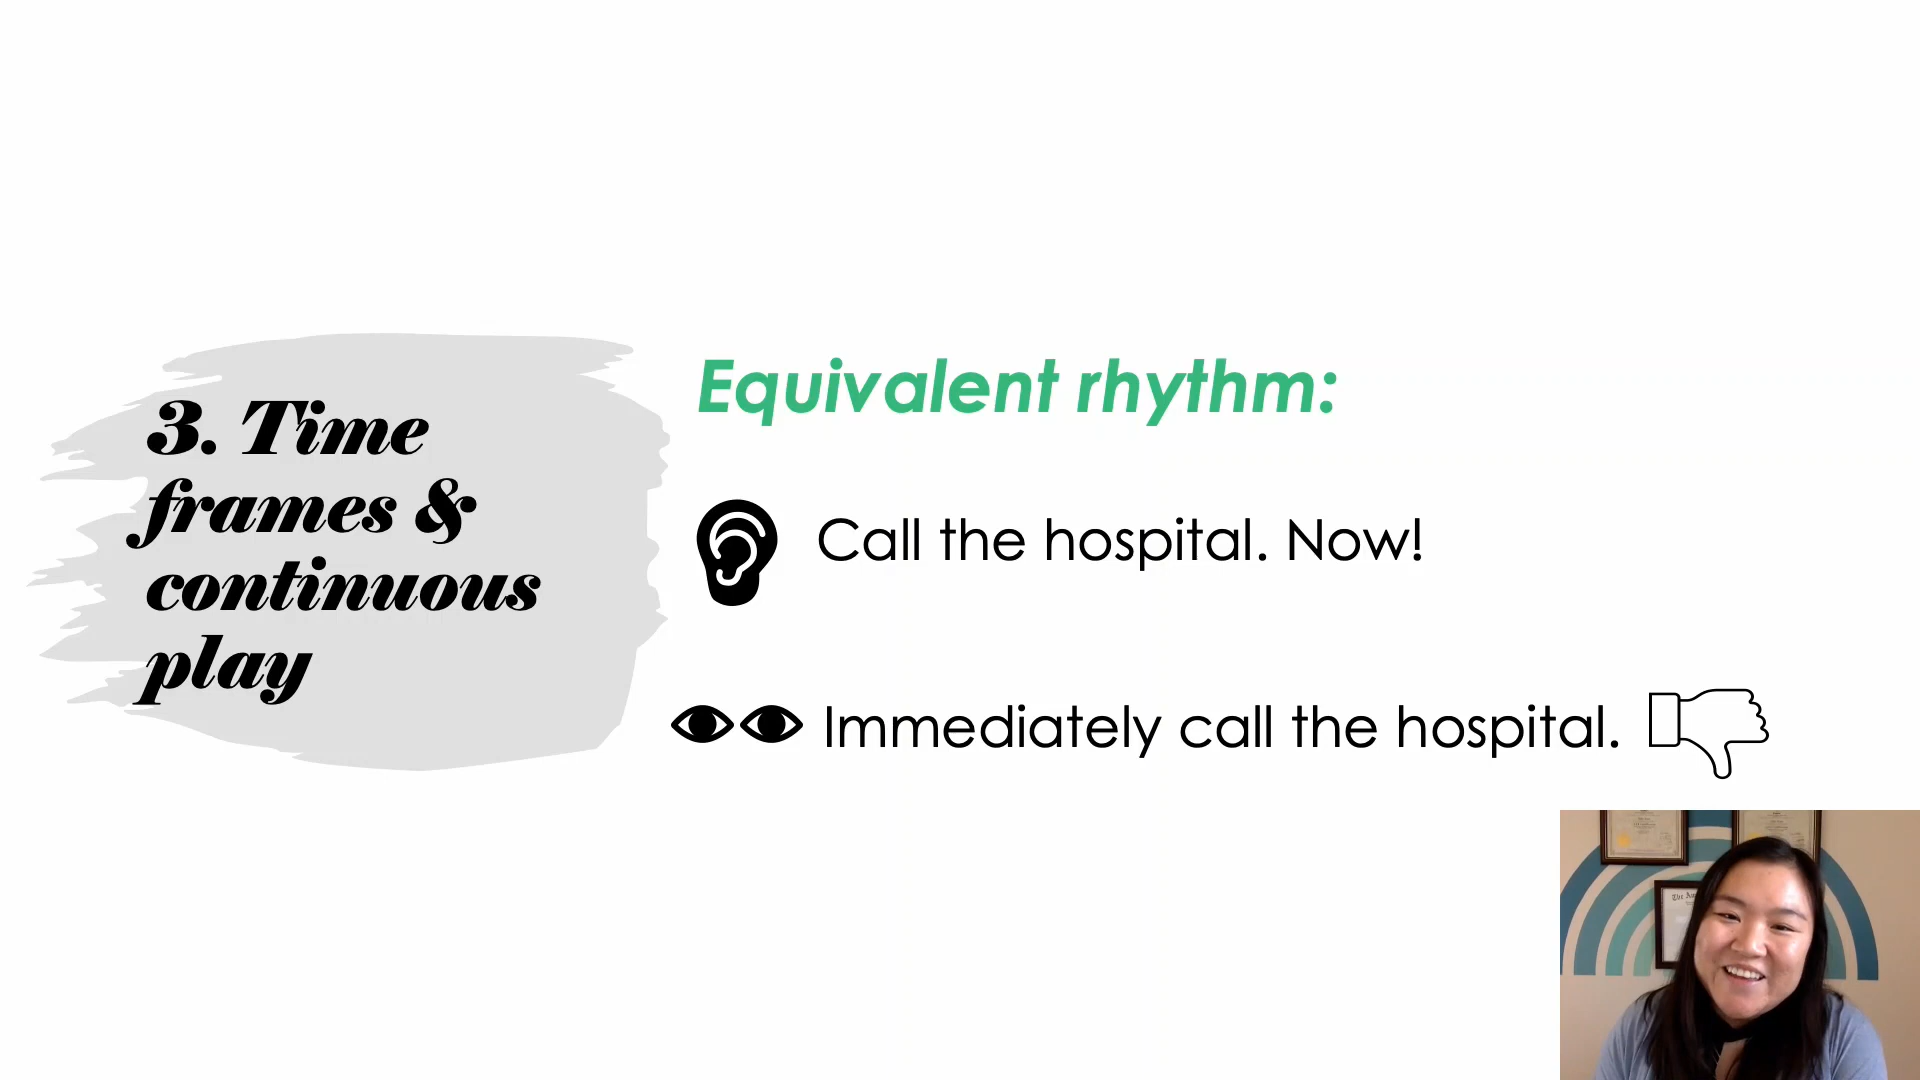 3. Time
frames &
continuous
play
Equivalent rhythm:
Call the hospital. Now!
Immediately call the hospital.